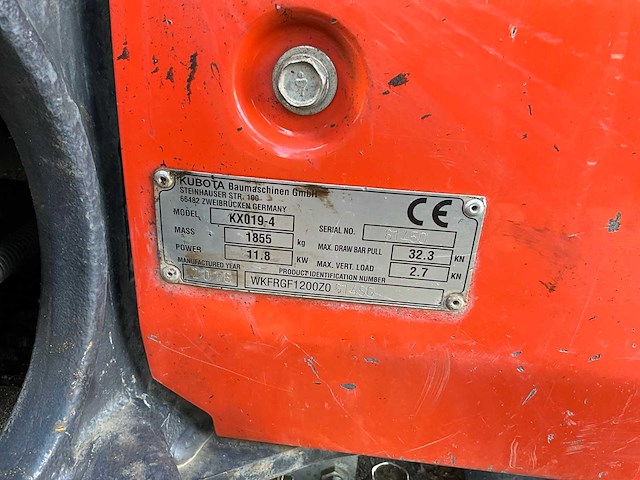 KUBOTA Baumaschinen GmbH
STEINHAUSER STR. 100
66482 ZWEIBRÜCKEN GERMANY
CE
MODEL KX019-4
SERIAL NO.
MASS 1855 kg
MAX. DRAW BAR PULL 32.3 KN
POWER 11.8 KW
MAX. VERT. LOAD 2.7 KN
MANUFACTURED YEAR
PRODUCT IDENTIFICATION NUMBER
WKFRGF1200Z0